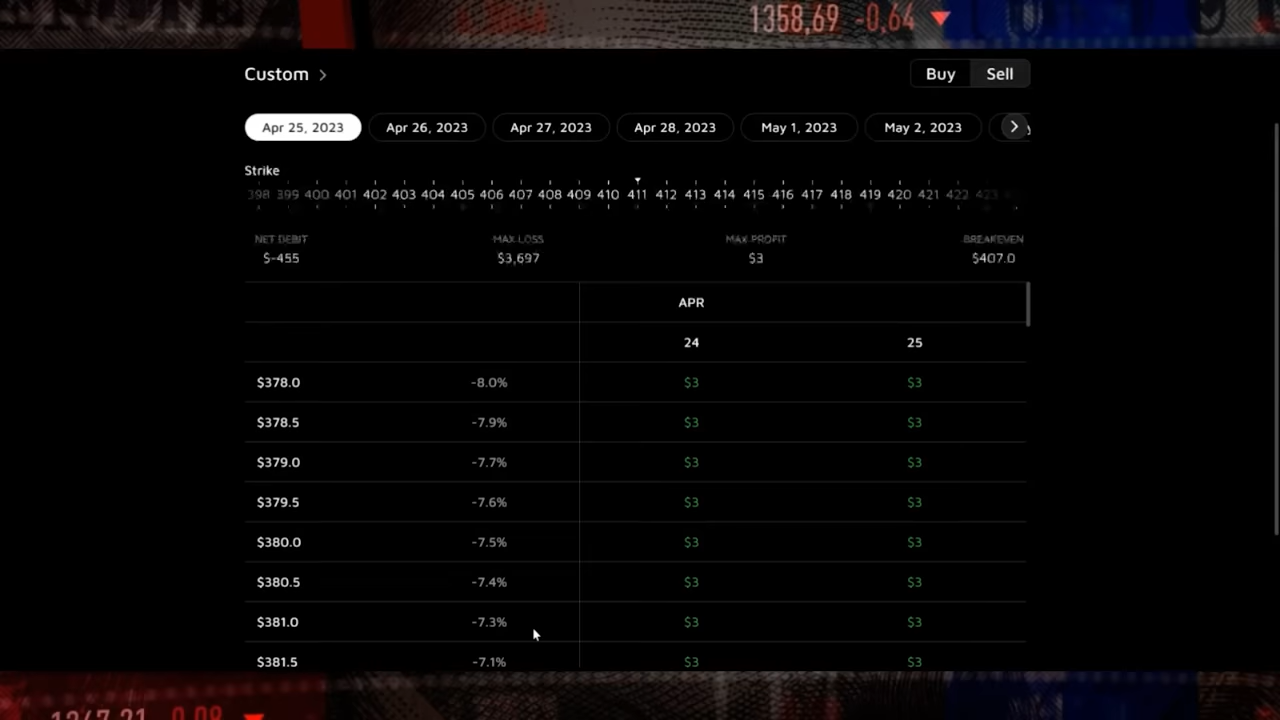 1358,69 -0,64
Custom >
Buy Sell
Apr 25, 2023 Apr 26, 2023 Apr 27, 2023 Apr 28, 2023 May 1, 2023 May 2, 2023
Strike
398 399 400 401 402 403 404 405 406 407 408 409 410 411 412 413 414 415 416 417 418 419 420 421 422 423
NET DEBIT MAX LOSS MAX PROFIT BREAKEVEN
$-455 $3,697 $3 $407.0
APR
24 25
$378.0 -8.0% $3 $3
$378.5 -7.9% $3 $3
$379.0 -7.7% $3 $3
$379.5 -7.6% $3 $3
$380.0 -7.5% $3 $3
$380.5 -7.4% $3 $3
$381.0 -7.3% $3 $3
$381.5 -7.1% $3 $3